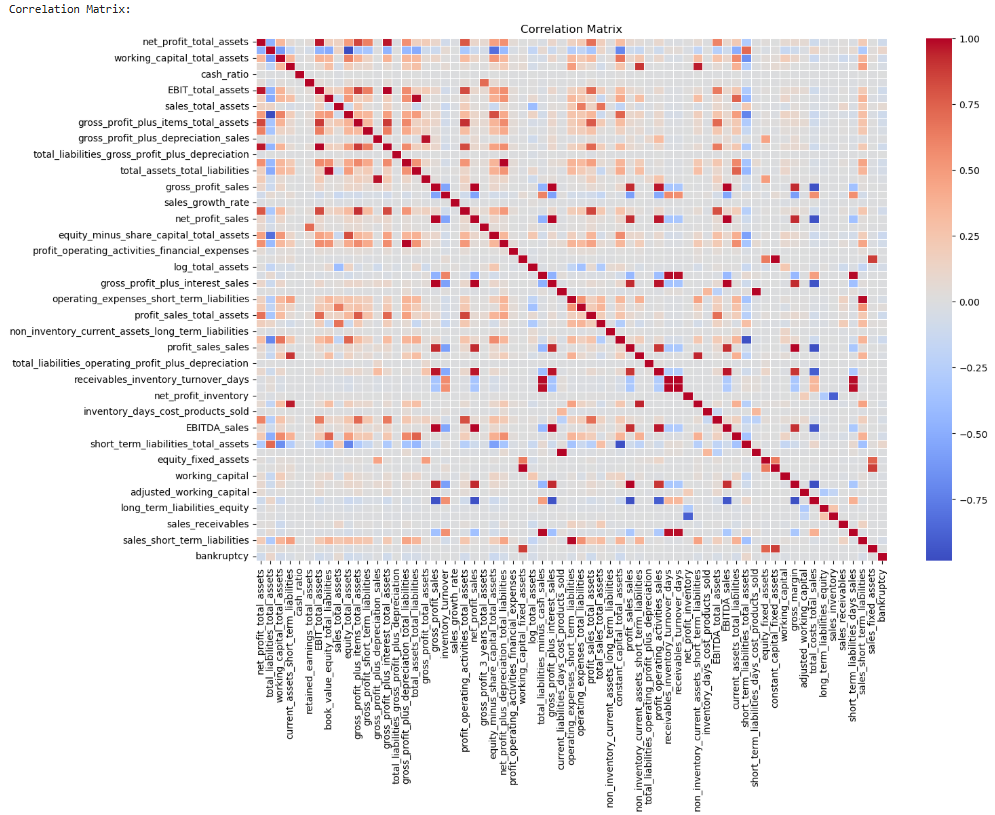 Correlation Matrix:
Correlation Matrix
net_profit_total_assets
working_capital_total_assets
cash_ratio
EBIT_total_assets
sales_total_assets
gross_profit_plus_items_total_assets
gross_profit_plus_depreciation_sales
total_liabilities_gross_profit_plus_depreciation
total_assets_total_liabilities
gross_profit_sales
sales_growth_rate
net_profit_sales
equity_minus_share_capital_total_assets
profit_operating_activities_financial_expenses
log_total_assets
gross_profit_plus_interest_sales
operating_expenses_short_term_liabilities
profit_sales_total_assets
non_inventory_current_assets_long_term_liabilities
profit_sales_sales
total_liabilities_operating_profit_plus_depreciation
receivables_inventory_turnover_days
net_profit_inventory
inventory_days_cost_products_sold
EBITDA_sales
short_term_liabilities_total_assets
equity_fixed_assets
working_capital
adjusted_working_capital
long_term_liabilities_equity
sales_receivables
sales_short_term_liabilities
bankruptcy
1.00
0.75
0.50
0.25
0.00
−0.25
−0.50
−0.75
net_profit_total_assets
total_liabilities_total_assets
working_capital_total_assets
current_assets_short_term_liabilities
cash_ratio
retained_earnings_total_assets
EBIT_total_assets
book_value_equity_total_liabilities
sales_total_assets
equity_total_assets
gross_profit_plus_items_total_assets
gross_profit_short_term_liabilities
gross_profit_plus_depreciation_sales
gross_profit_plus_interest_total_assets
total_liabilities_gross_profit_plus_depreciation
gross_profit_plus_depreciation_total_liabilities
total_assets_total_liabilities
gross_profit_total_assets
gross_profit_sales
inventory_turnover
sales_growth_rate
profit_operating_activities_total_assets
net_profit_sales
gross_profit_3_years_total_assets
equity_minus_share_capital_total_assets
net_profit_plus_depreciation_total_liabilities
profit_operating_activities_financial_expenses
working_capital_fixed_assets
log_total_assets
total_liabilities_minus_cash_sales
gross_profit_plus_interest_sales
current_liabilities_days_cost_products_sold
operating_expenses_short_term_liabilities
operating_expenses_total_liabilities
profit_sales_total_assets
total_sales_total_assets
non_inventory_current_assets_long_term_liabilities
constant_capital_total_assets
profit_sales_sales
non_inventory_current_assets_short_term_liabilities
total_liabilities_operating_profit_plus_depreciation
profit_operating_activities_sales
receivables_inventory_turnover_days
receivables_turnover_days
net_profit_inventory
inventory_days_cost_products_sold
EBITDA_total_assets
EBITDA_sales
current_assets_total_liabilities
short_term_liabilities_total_assets
short_term_liabilities_days_cost_products_sold
equity_fixed_assets
constant_capital_fixed_assets
working_capital
gross_margin
adjusted_working_capital
total_costs_total_sales
long_term_liabilities_equity
sales_inventory
sales_receivables
short_term_liabilities_days_sales
sales_short_term_liabilities
sales_fixed_assets
bankruptcy